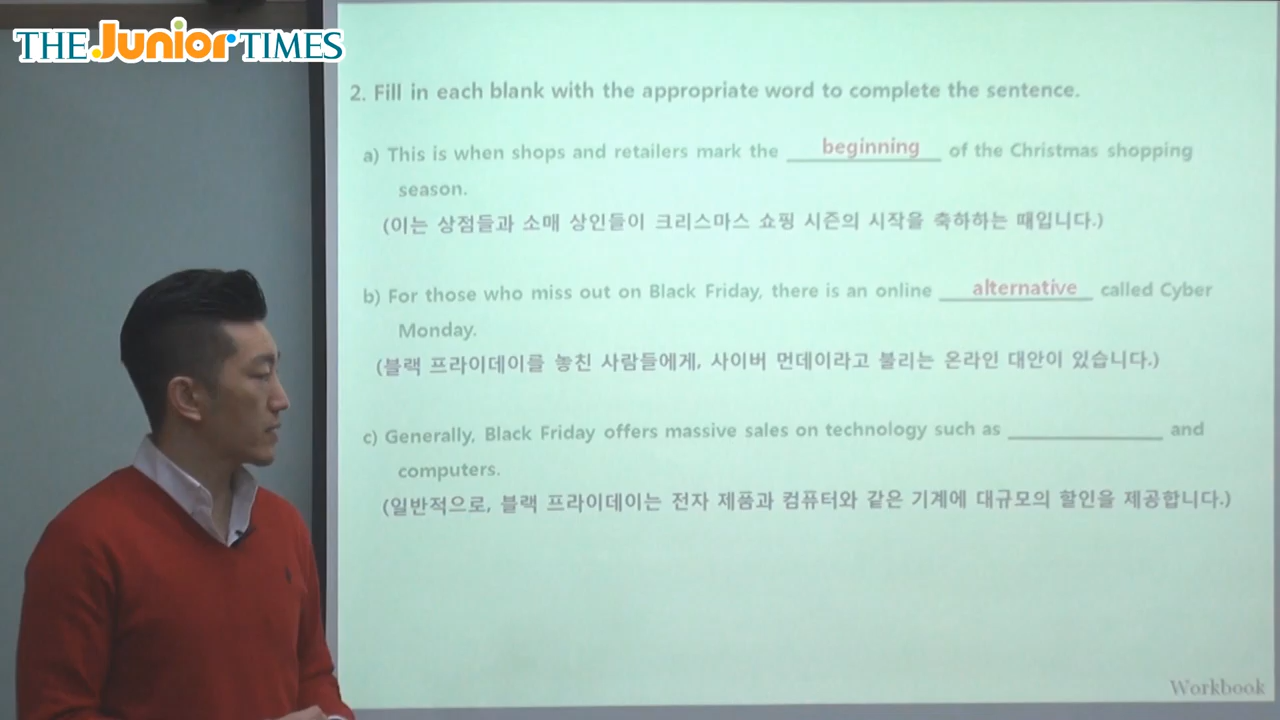 THE Junior TIMES
2. Fill in each blank with the appropriate word to complete the sentence.
a) This is when shops and retailers mark the beginning of the Christmas shopping
season.
(이는 상점들과 소매 상인들이 크리스마스 쇼핑 시즌의 시작을 축하하는 때입니다.)
b) For those who miss out on Black Friday, there is an online alternative called Cyber
Monday.
(블랙 프라이데이를 놓친 사람들에게, 사이버 먼데이라고 불리는 온라인 대안이 있습니다.)
c) Generally, Black Friday offers massive sales on technology such as ______________ and
computers.
(일반적으로, 블랙 프라이데이는 전자 제품과 컴퓨터와 같은 기계에 대규모의 할인을 제공합니다.)
Workbook